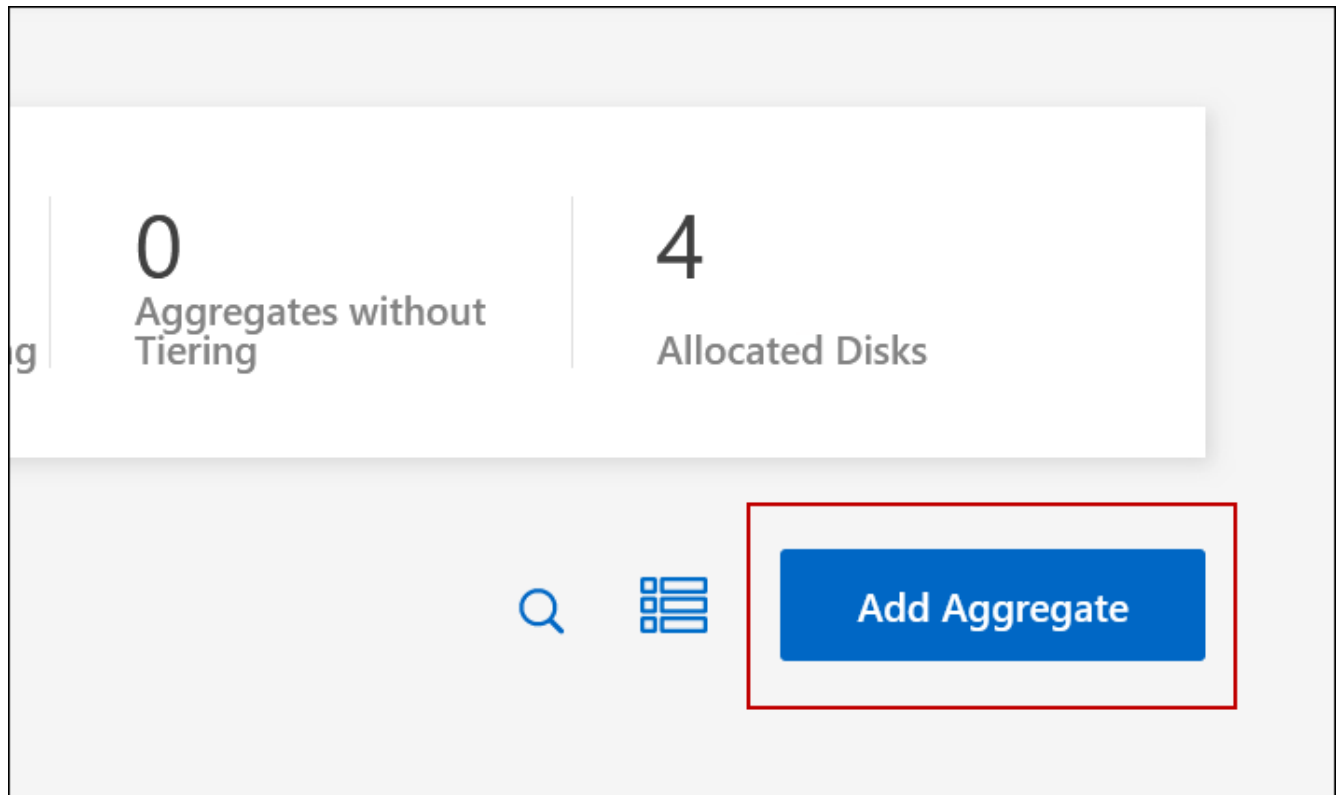 0
Aggregates without
Tiering
4
Allocated Disks
Add Aggregate